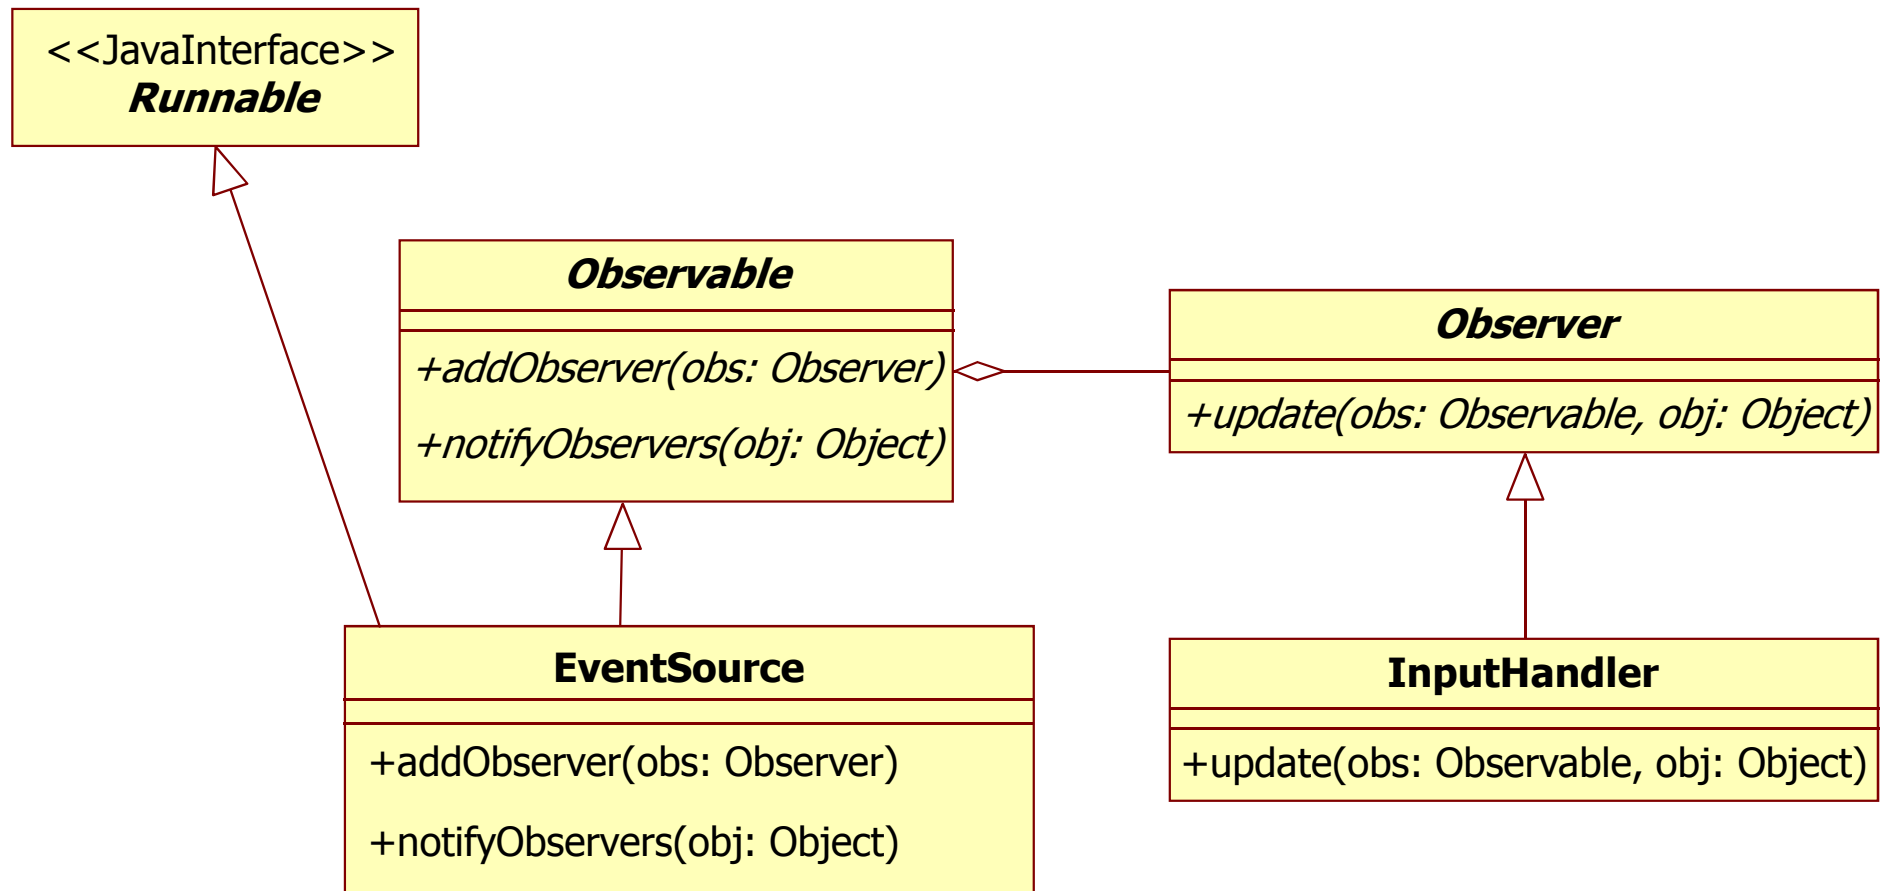 <<JavaInterface>>
Runnable
Observable
+addObserver(obs: Observer)
+notifyObservers(obj: Object)
Observer
+update(obs: Observable, obj: Object)
EventSource
+addObserver(obs: Observer)
+notifyObservers(obj: Object)
InputHandler
+update(obs: Observable, obj: Object)